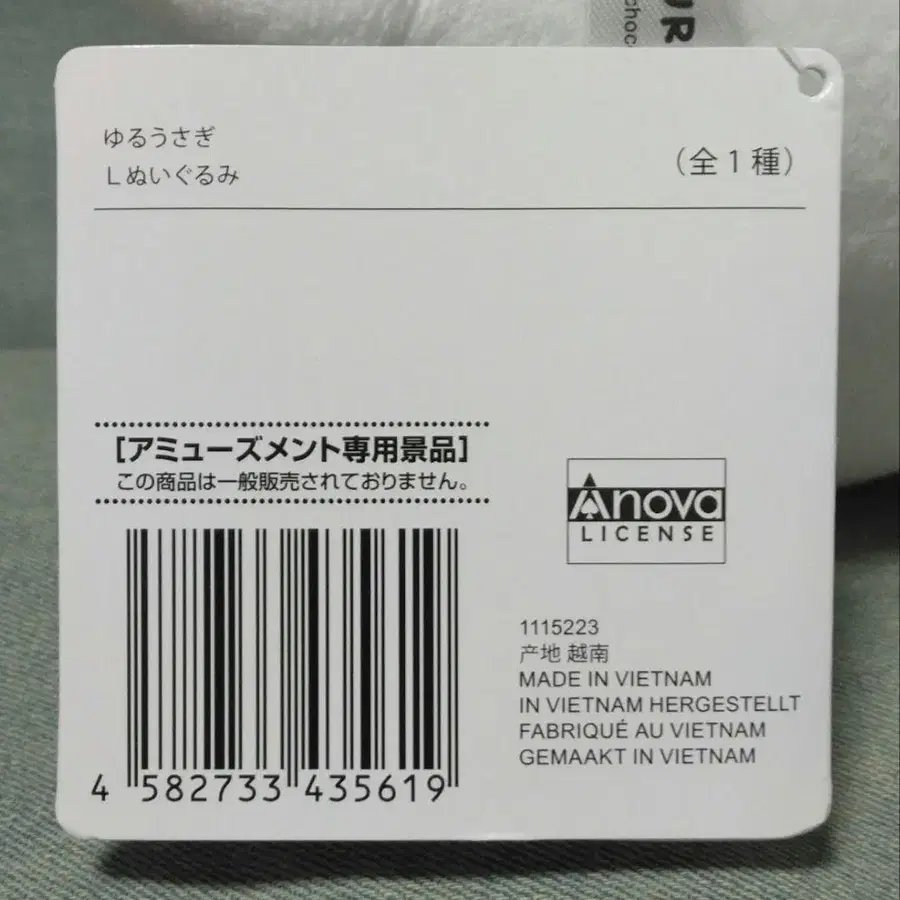 UR
choc
ゆるうさぎ
Lぬいぐるみ
(全1種)
[アミューズメント専用景品]
この商品は一般販売されておりません。
Anova
LICENSE
1115223
产地 越南
MADE IN VIETNAM
IN VIETNAM HERGESTELLT
FABRIQUÉ AU VIETNAM
GEMAAKT IN VIETNAM
4 582733 435619